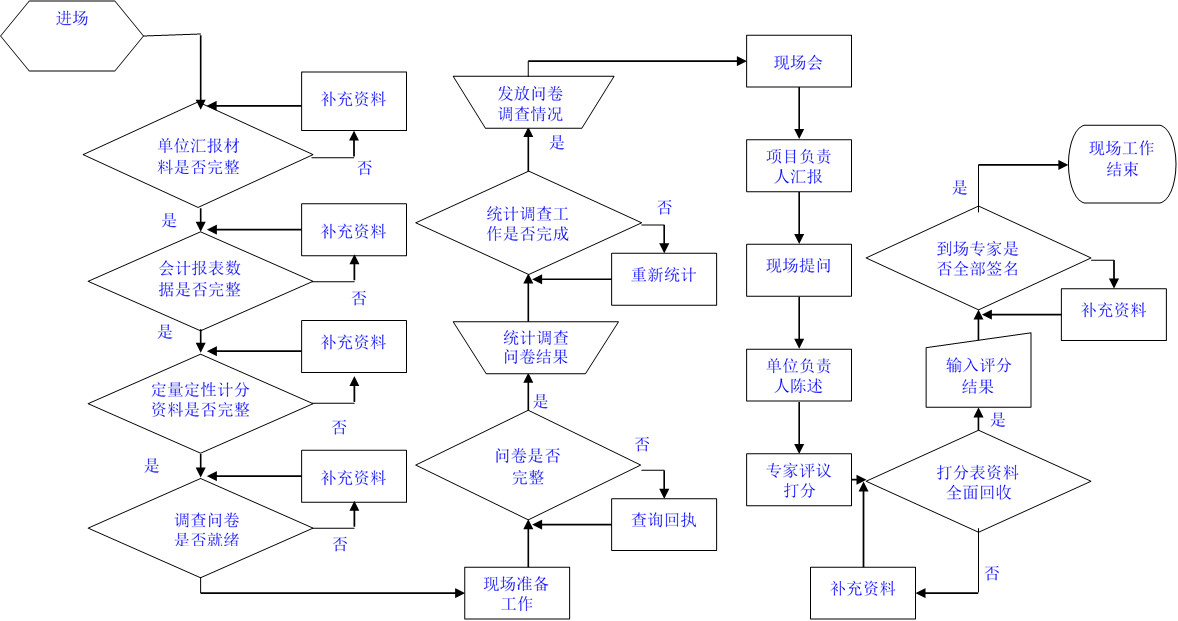 进场
补充资料
单位汇报材
料是否完整
否
是
补充资料
会计报表数
据是否完整
否
是
补充资料
定量定性计分
资料是否完整
否
是
补充资料
调查问卷
是否就绪
否
现场准备
工作
问卷是否
完整
否
查询回执
是
统计调查
问卷结果
统计调查工
作是否完成
否
重新统计
是
发放问卷
调查情况
现场会
项目负责
人汇报
现场提问
单位负责
人陈述
专家评议
打分
打分表资料
全面回收
否
补充资料
是
输入评分
结果
到场专家是
否全部签名
补充资料
是
现场工作
结束